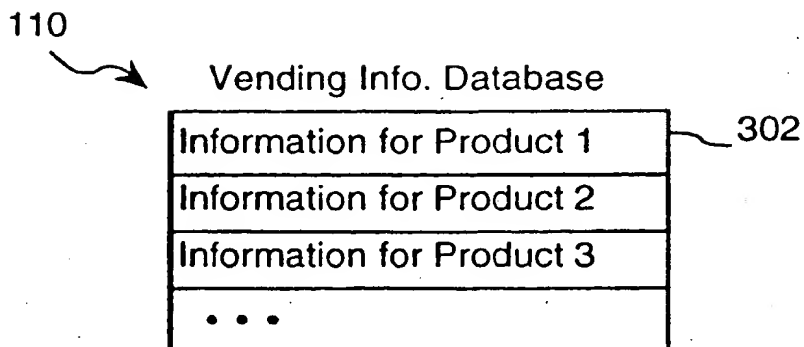 110
Vending Info. Database
Information for Product 1
302
Information for Product 2
Information for Product 3
• • •